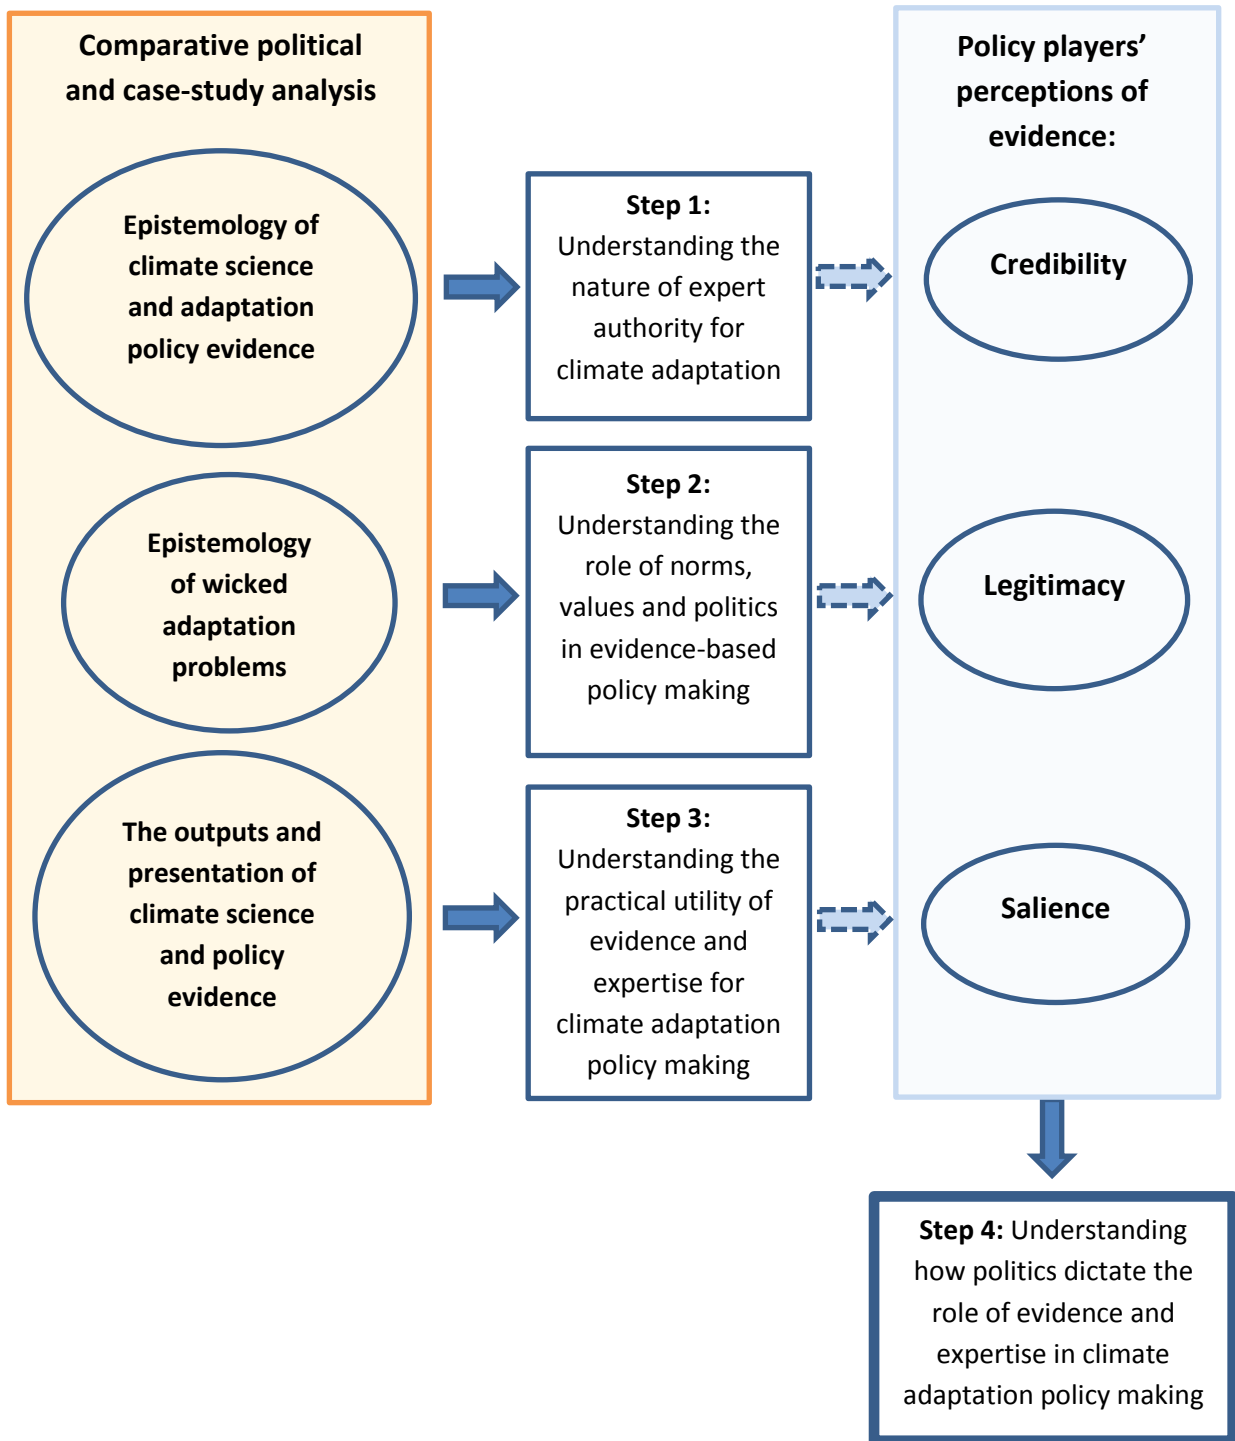 Comparative political
and case-study analysis
Epistemology of
climate science
and adaptation
policy evidence
Epistemology
of wicked
adaptation
problems
The outputs and
presentation of
climate science
and policy
evidence
Step 1:
Understanding the
nature of expert
authority for
climate adaptation
Step 2:
Understanding the
role of norms,
values and politics
in evidence-based
policy making
Step 3:
Understanding the
practical utility of
evidence and
expertise for
climate adaptation
policy making
Policy players’
perceptions of
evidence:
Credibility
Legitimacy
Salience
Step 4: Understanding
how politics dictate the
role of evidence and
expertise in climate
adaptation policy making